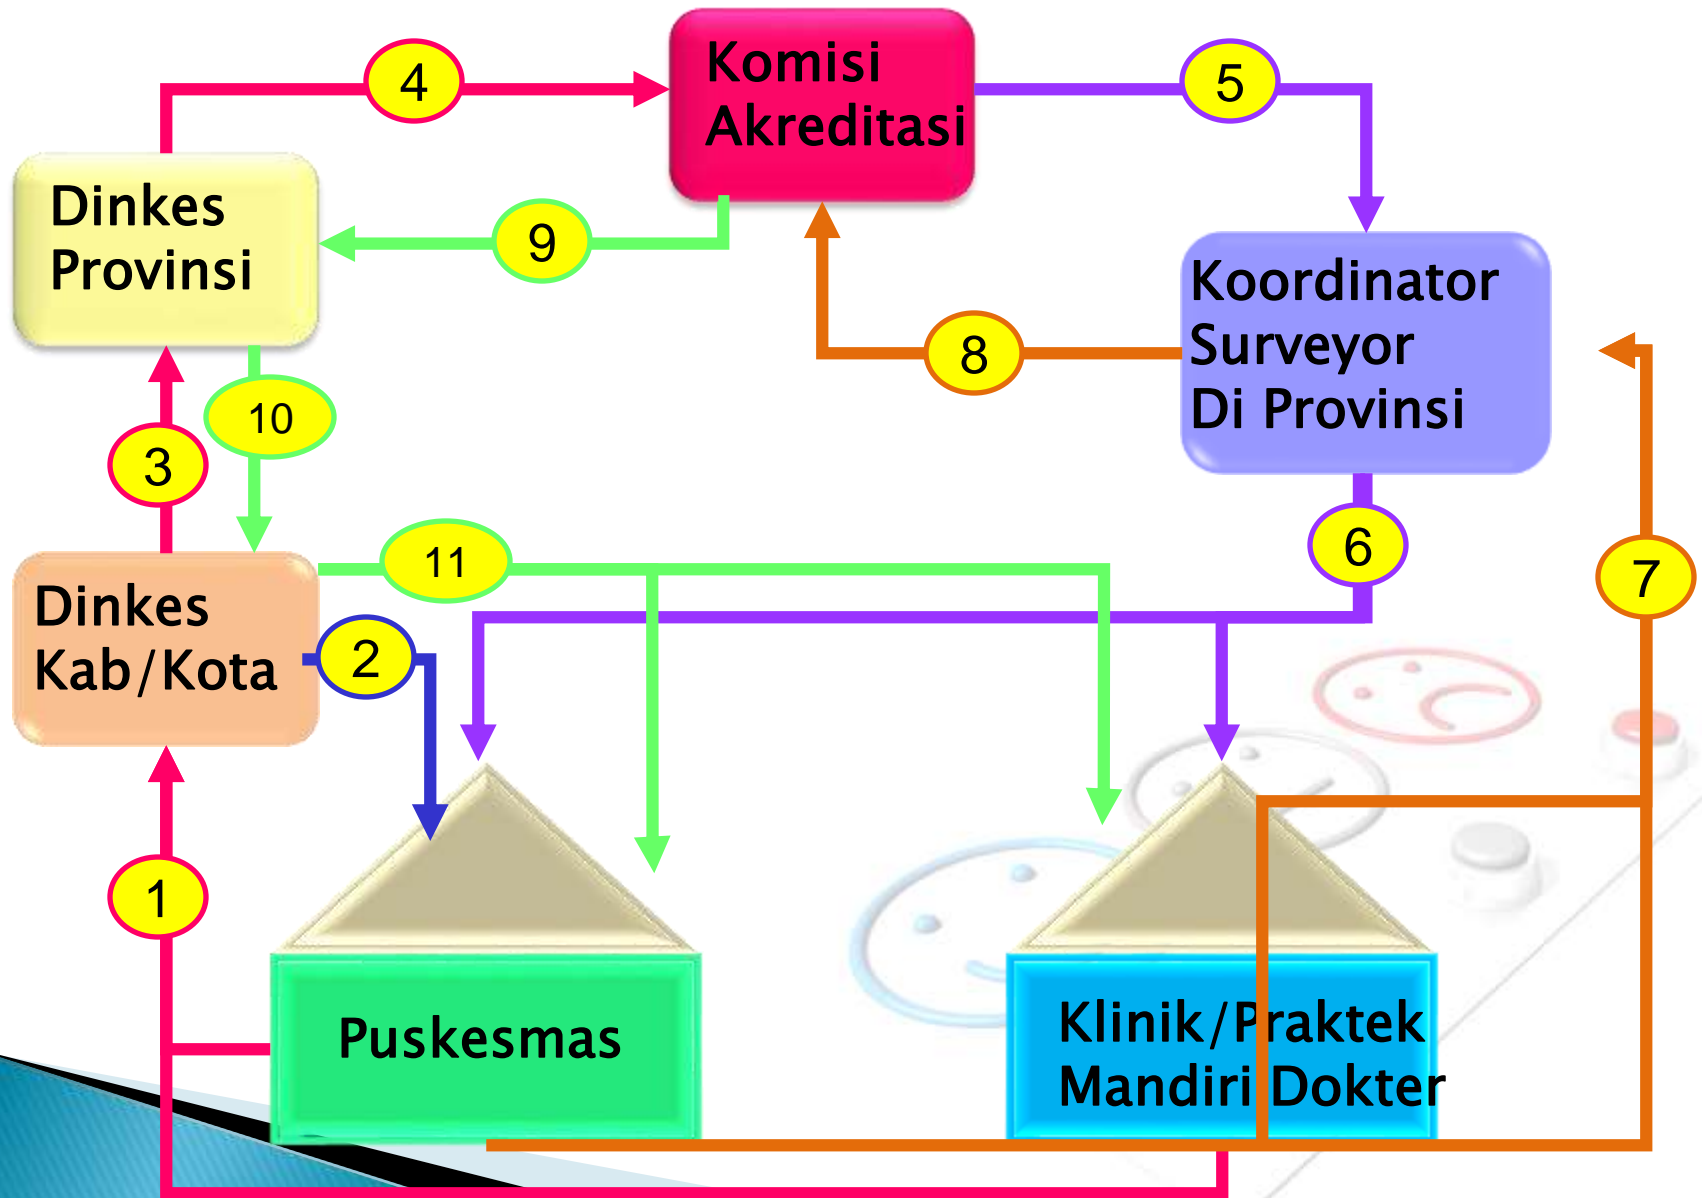 4
Komisi
Akreditasi
5
Dinkes
Provinsi
9
Koordinator
Surveyor
Di Provinsi
8
10
3
6
7
11
Dinkes
Kab/Kota
2
1
Puskesmas
Klinik/Praktek
Mandiri Dokter